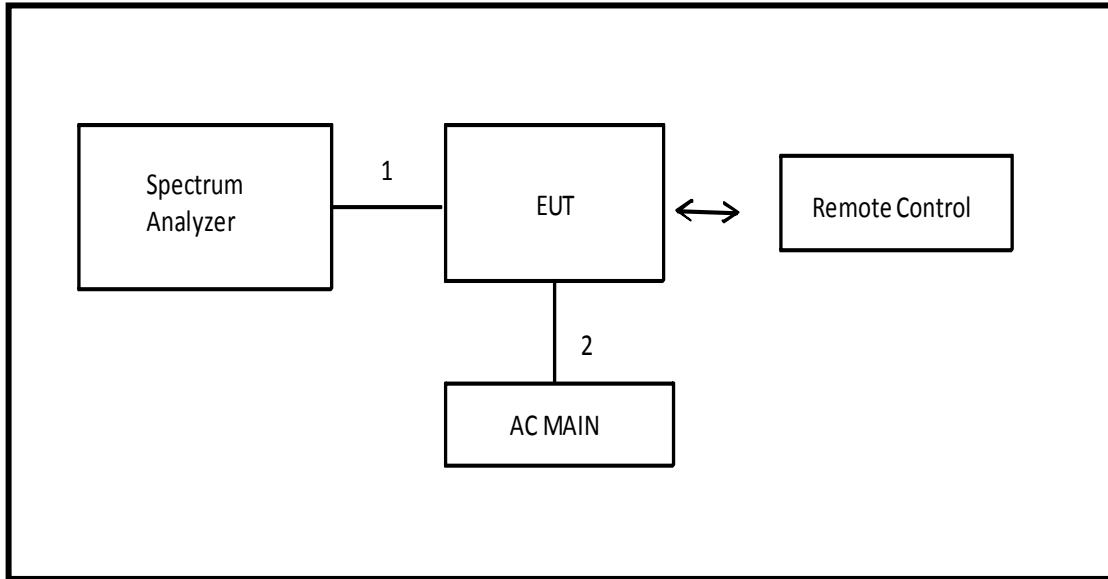 Spectrum
Analyzer
1
EUT
Remote Control
2
AC MAIN